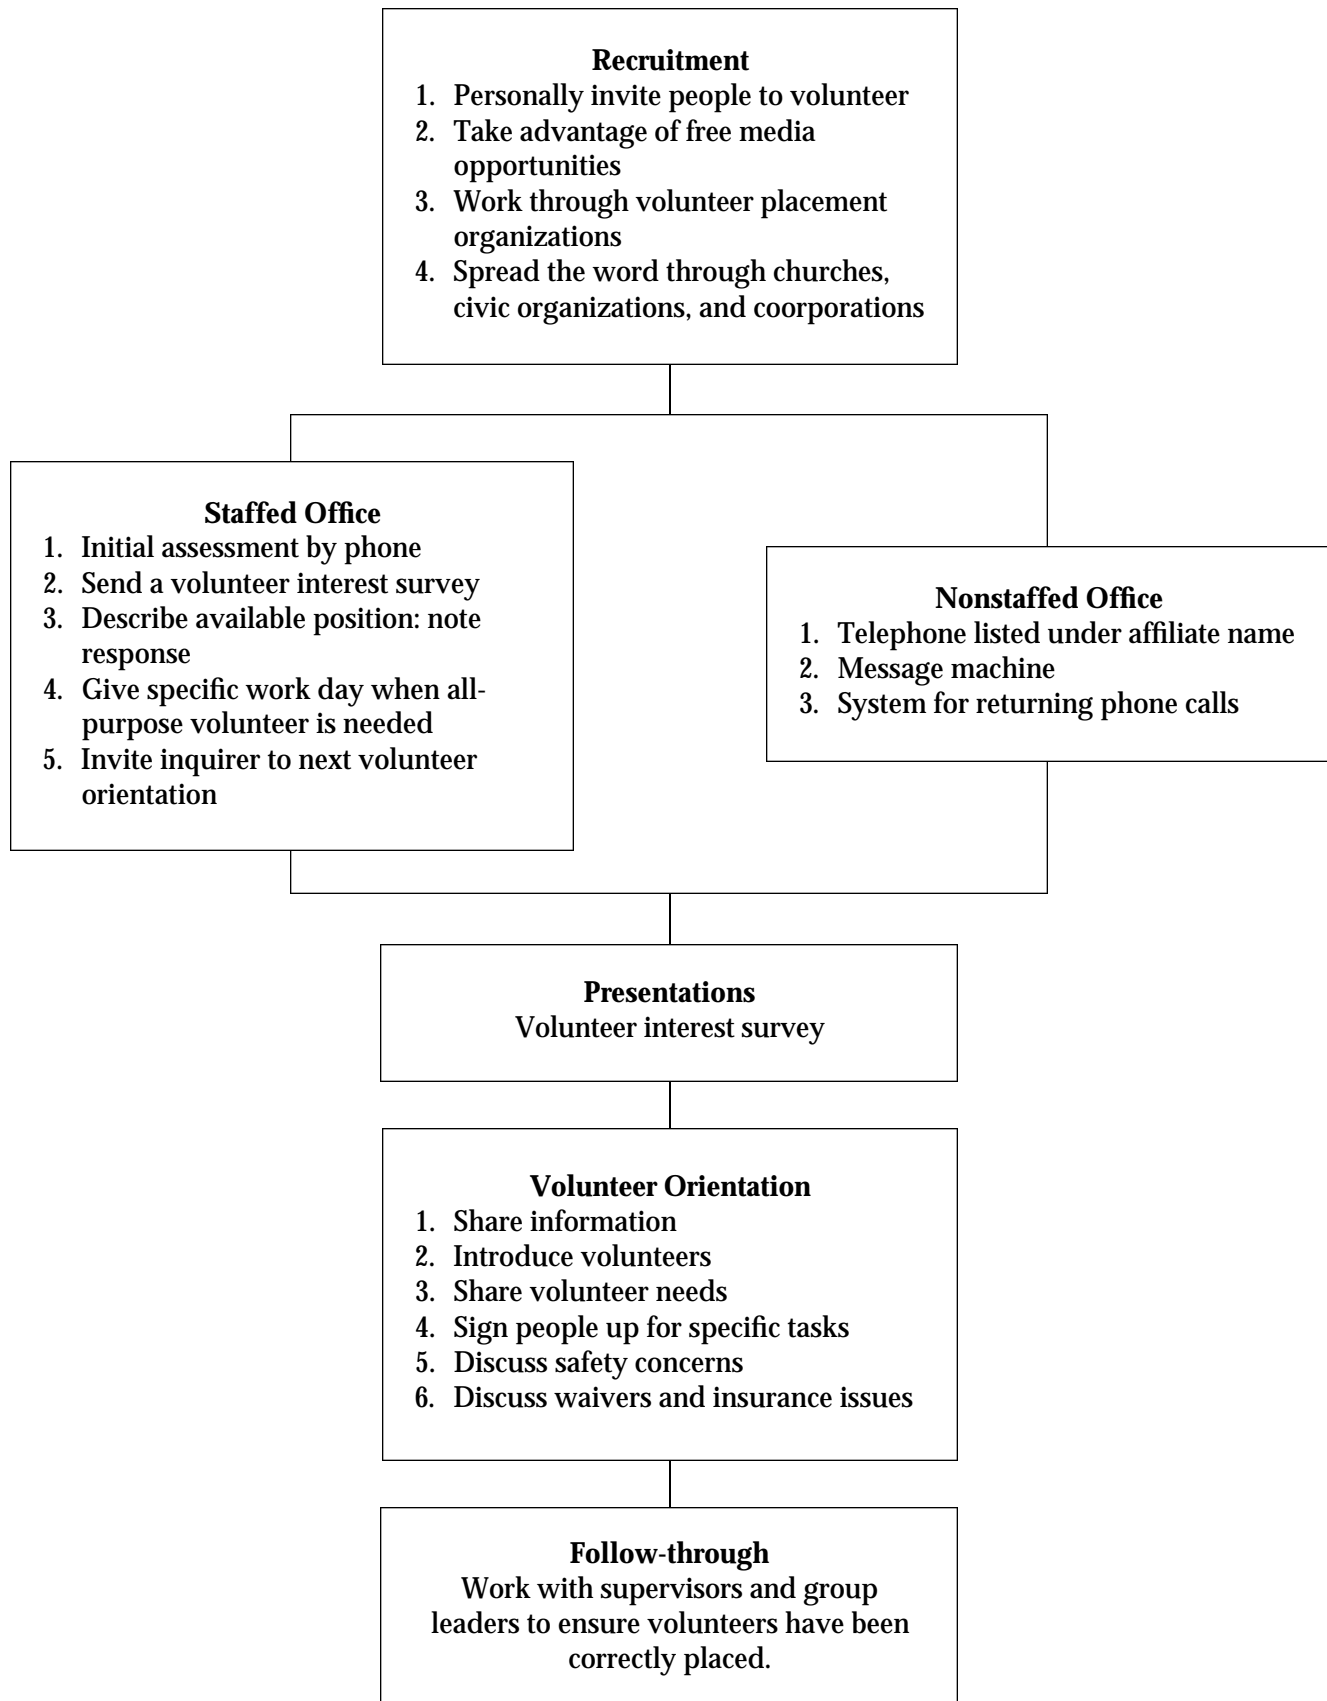 Recruitment
1. Personally invite people to volunteer
2. Take advantage of free media
opportunities
3. Work through volunteer placement
organizations
4. Spread the word through churches,
civic organizations, and coorporations
Staffed Office
1. Initial assessment by phone
2. Send a volunteer interest survey
3. Describe available position: note
response
4. Give specific work day when all-
purpose volunteer is needed
5. Invite inquirer to next volunteer
orientation
Nonstaffed Office
1. Telephone listed under affiliate name
2. Message machine
3. System for returning phone calls
Presentations
Volunteer interest survey
Volunteer Orientation
1. Share information
2. Introduce volunteers
3. Share volunteer needs
4. Sign people up for specific tasks
5. Discuss safety concerns
6. Discuss waivers and insurance issues
Follow-through
Work with supervisors and group
leaders to ensure volunteers have been
correctly placed.